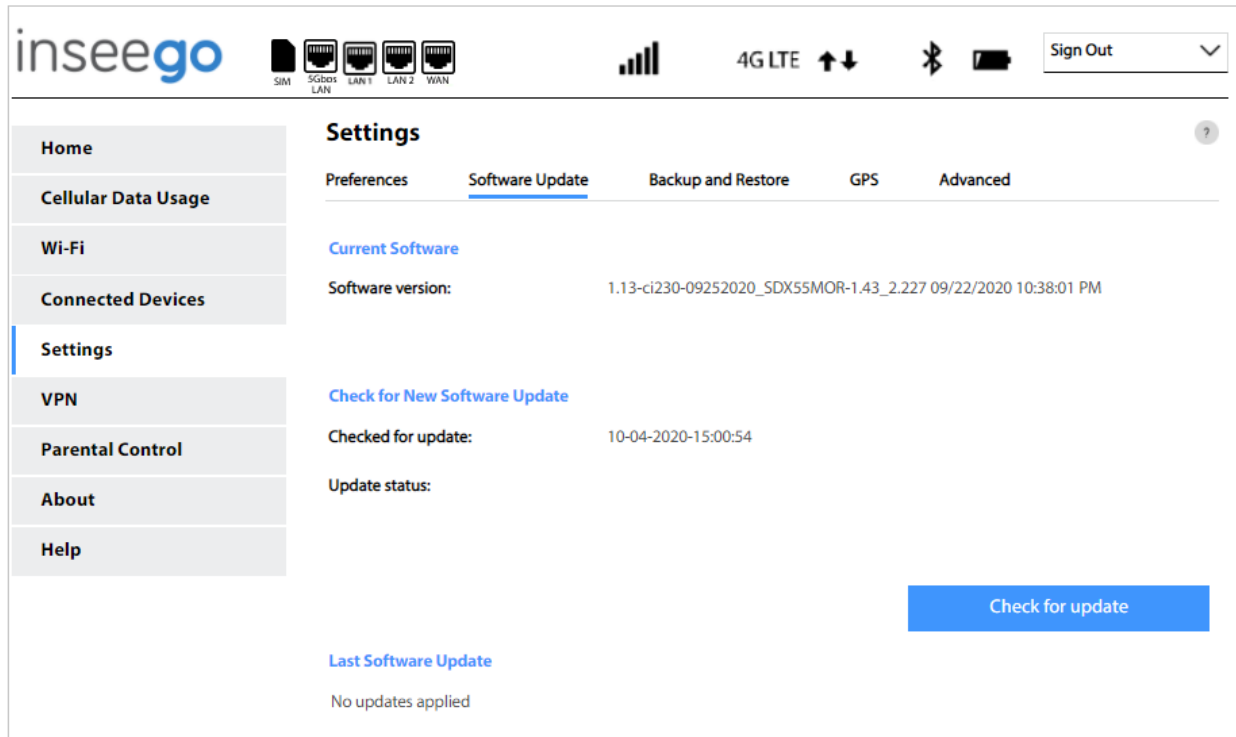 inseego
SIM
5Gbps LAN
LAN 1
LAN 2
WAN
4G LTE
Sign Out
Home
Cellular Data Usage
Wi-Fi
Connected Devices
Settings
VPN
Parental Control
About
Help
Settings
?
Preferences Software Update Backup and Restore GPS Advanced
Current Software
Software version: 1.13-ci230-09252020_SDX55MOR-1.43_2.227 09/22/2020 10:38:01 PM
Check for New Software Update
Checked for update: 10-04-2020-15:00:54
Update status:
Check for update
Last Software Update
No updates applied